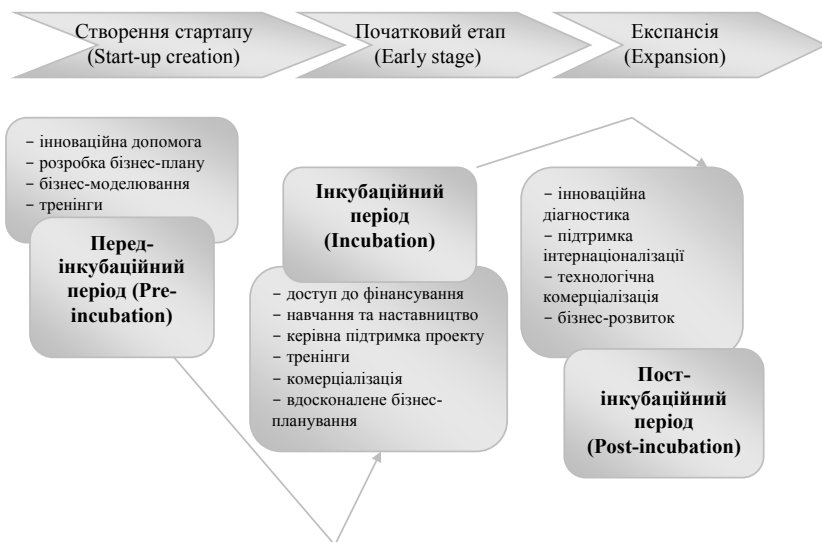 Створення стартапу
(Start-up creation)
Початковий етап
(Early stage)
Експансія
(Expansion)
– інноваційна допомога
– розробка бізнес-плану
– бізнес-моделювання
– тренінги
Перед-
інкубаційний
період (Pre-
incubation)
Інкубаційний
період
(Incubation)
– доступ до фінансування
– навчання та наставництво
– керівна підтримка проекту
– тренінги
– комерціалізація
– вдосконалене бізнес-
планування
– інноваційна
діагностика
– підтримка
інтернаціоналізації
– технологічна
комерціалізація
– бізнес-розвиток
Пост-
інкубаційний
період
(Post-incubation)